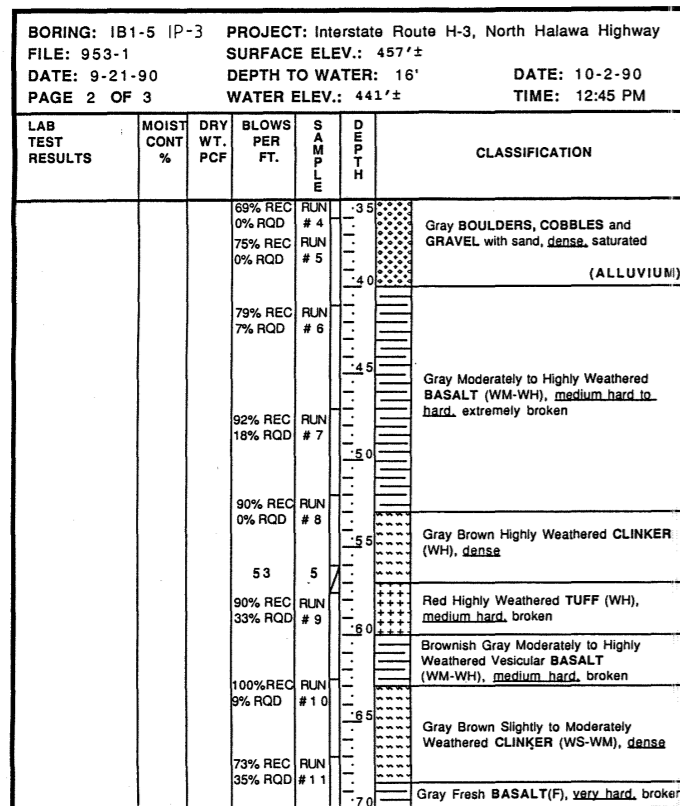 BORING: IB1-5 IP-3 PROJECT: Interstate Route H-3, North Halawa Highway
FILE: 953-1 SURFACE ELEV.: 457'±
DATE: 9-21-90 DEPTH TO WATER: 16' DATE: 10-2-90
PAGE 2 OF 3 WATER ELEV.: 441'± TIME: 12:45 PM
LAB TEST RESULTS
MOIST CONT %
DRY WT. PCF
BLOWS PER FT.
SAMPLE
DEPTH
CLASSIFICATION
69% REC RUN 35
0% RQD # 4
Gray BOULDERS, COBBLES and
GRAVEL with sand, dense, saturated
75% REC RUN
0% RQD # 5
(ALLUVIUM)
40
79% REC RUN
7% RQD # 6
45
Gray Moderately to Highly Weathered
BASALT (WM-WH), medium hard to
hard, extremely broken
92% REC RUN
18% RQD # 7
50
90% REC RUN
0% RQD # 8
Gray Brown Highly Weathered CLINKER
(WH), dense
55
53 5
90% REC RUN
33% RQD # 9
Red Highly Weathered TUFF (WH),
medium hard, broken
60
Brownish Gray Moderately to Highly
Weathered Vesicular BASALT
(WM-WH), medium hard, broken
100%REC RUN
9% RQD #10
65
Gray Brown Slightly to Moderately
Weathered CLINKER (WS-WM), dense
73% REC RUN
35% RQD #11
Gray Fresh BASALT(F), very hard, broken
70